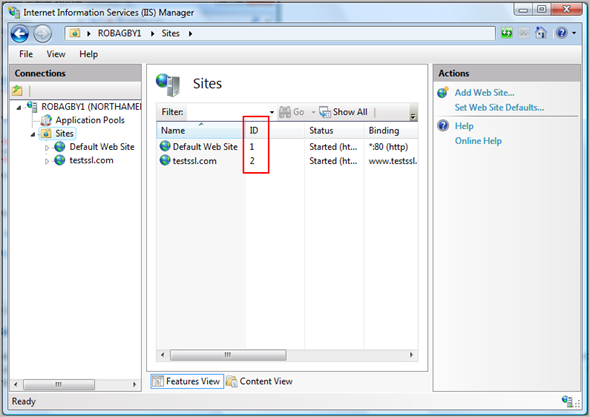 Internet Information Services (IIS) Manager
ROBAGBY1 Sites
File View Help
Connections
ROBAGBY1 (NORTHAME
Application Pools
Sites
Default Web Site
testssl.com
Sites
Filter: Go Show All
Name ID Status Binding
Default Web Site 1 Started (ht... *:80 (http)
testssl.com 2 Started (ht... www.testssl.
Features View Content View
Actions
Add Web Site...
Set Web Site Defaults...
Help
Online Help
Ready